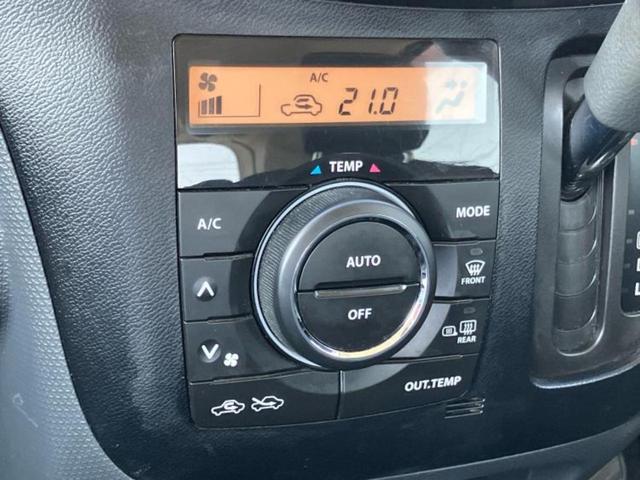 A/C
21.0
TEMP
A/C
MODE
AUTO
FRONT
OFF
REAR
OUT.TEMP